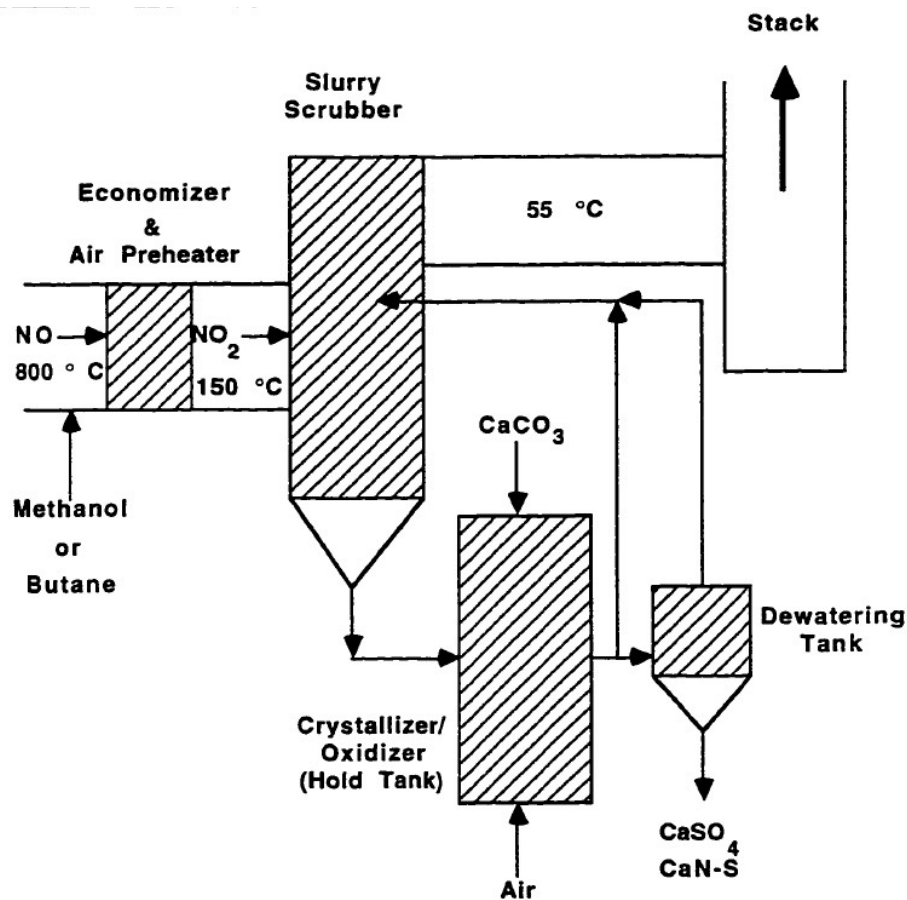 Stack
Slurry
Scrubber
Economizer
&
Air Preheater
55 °C
NO
NO2
800 ° C
150 °C
CaCO3
Methanol
or
Butane
Dewatering
Tank
Crystallizer/
Oxidizer
(Hold Tank)
CaSO4
CaN-S
Air